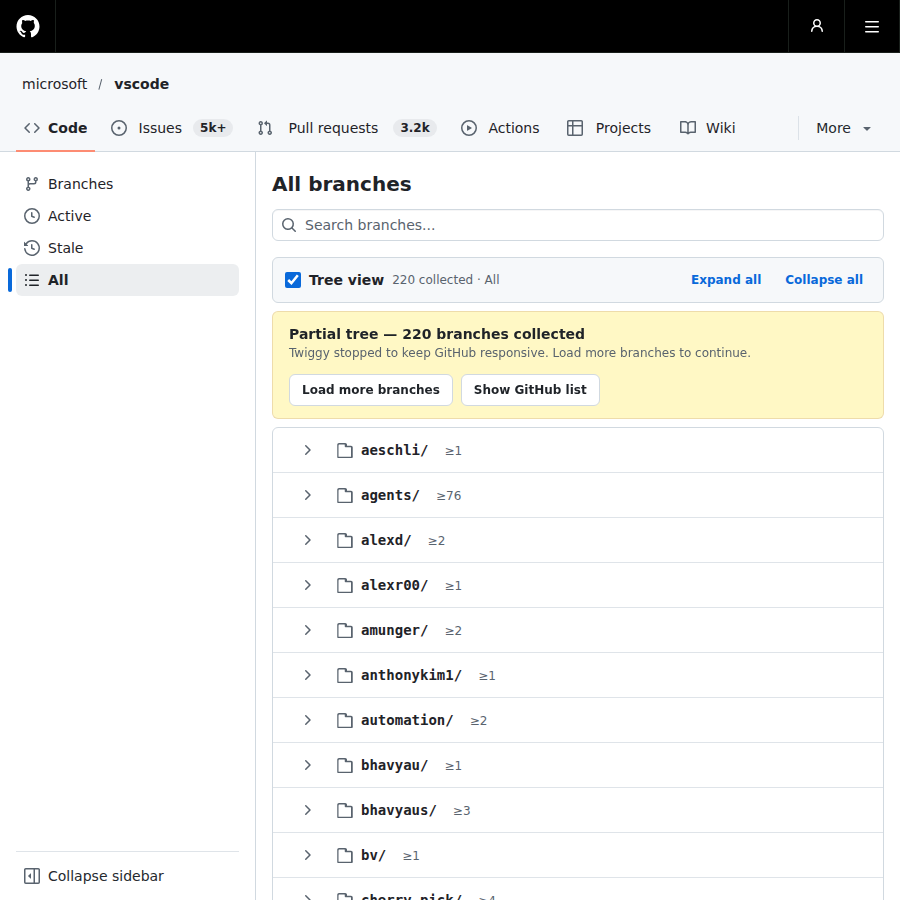 microsoft / vscode
Code Issues 5k+ Pull requests 3.2k Actions Projects Wiki More
Branches
Active
Stale
All
Collapse sidebar
All branches
Search branches...
Tree view 220 collected · All Expand all Collapse all
Partial tree — 220 branches collected
Twiggy stopped to keep GitHub responsive. Load more branches to continue.
Load more branches Show GitHub list
aeschli/ ≥1
agents/ ≥76
alexd/ ≥2
alexr00/ ≥1
amunger/ ≥2
anthonykim1/ ≥1
automation/ ≥2
bhavyau/ ≥1
bhavyaus/ ≥3
bv/ ≥1
cherry-pick/ ≥4